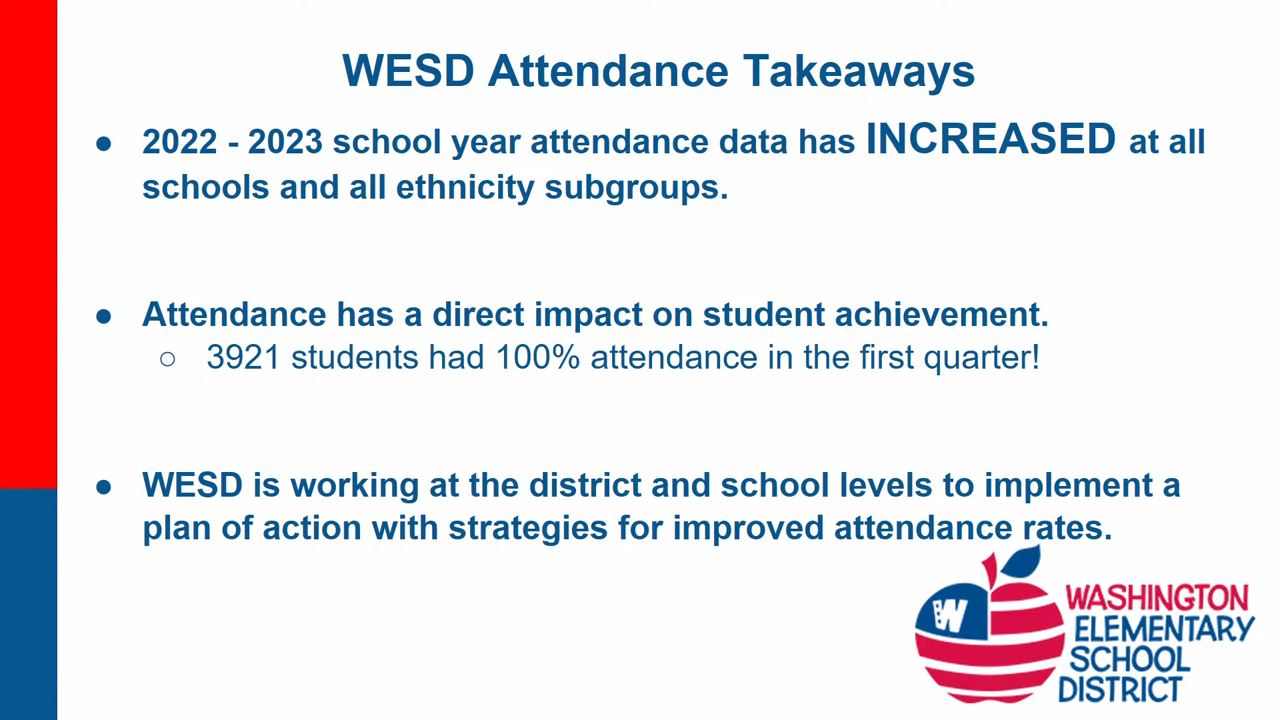 WESD Attendance Takeaways
● 2022 - 2023 school year attendance data has INCREASED at all
schools and all ethnicity subgroups.
● Attendance has a direct impact on student achievement.
○ 3921 students had 100% attendance in the first quarter!
● WESD is working at the district and school levels to implement a
plan of action with strategies for improved attendance rates.
W
WASHINGTON
ELEMENTARY
SCHOOL
DISTRICT